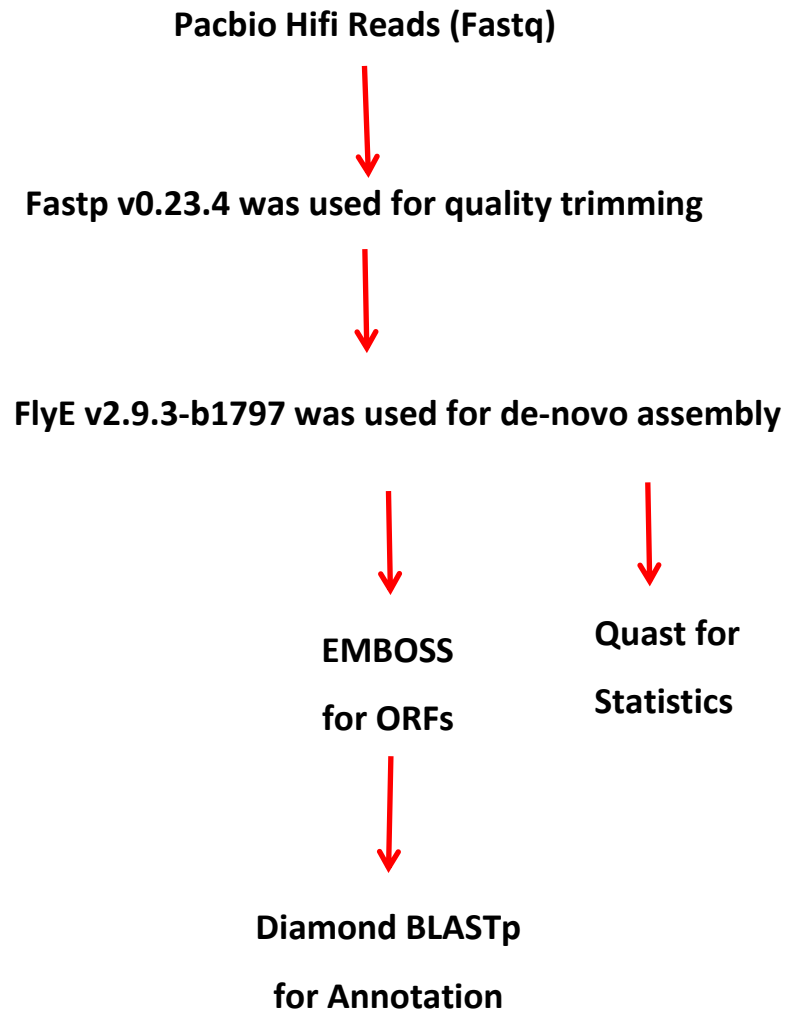 Pacbio Hifi Reads (Fastq)
Fastp v0.23.4 was used for quality trimming
FlyE v2.9.3-b1797 was used for de-novo assembly
EMBOSS
for ORFs
Quast for
Statistics
Diamond BLASTp
for Annotation